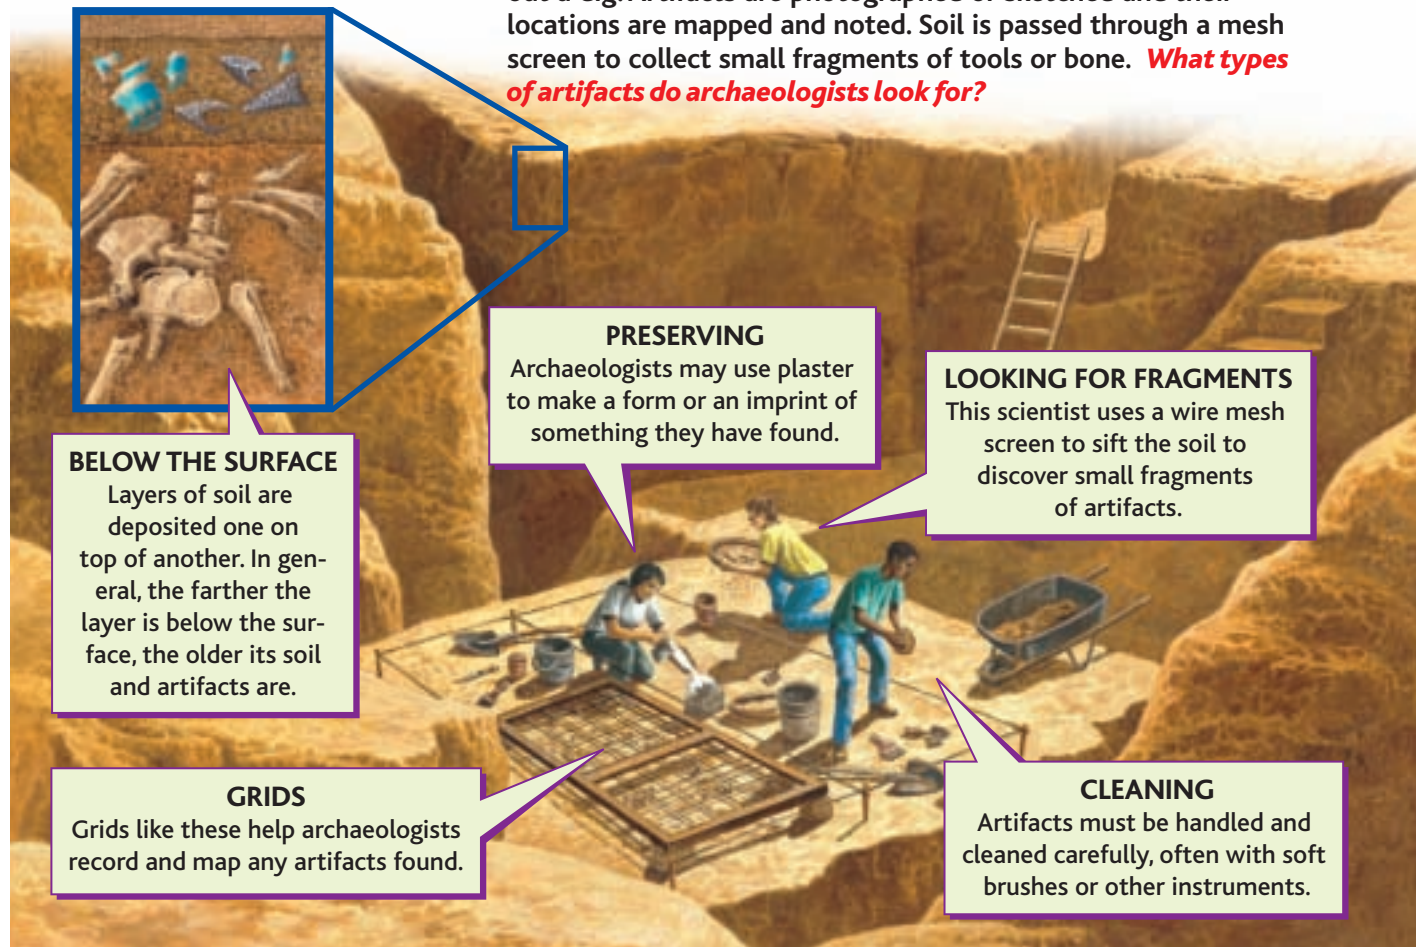 locations are mapped and noted. Soil is passed through a mesh
screen to collect small fragments of tools or bone. What types
of artifacts do archaeologists look for?
PRESERVING
Archaeologists may use plaster
to make a form or an imprint of
something they have found.
LOOKING FOR FRAGMENTS
This scientist uses a wire mesh
screen to sift the soil to
discover small fragments
of artifacts.
BELOW THE SURFACE
Layers of soil are
deposited one on
top of another. In gen-
eral, the farther the
layer is below the sur-
face, the older its soil
and artifacts are.
GRIDS
Grids like these help archaeologists
record and map any artifacts found.
CLEANING
Artifacts must be handled and
cleaned carefully, often with soft
brushes or other instruments.